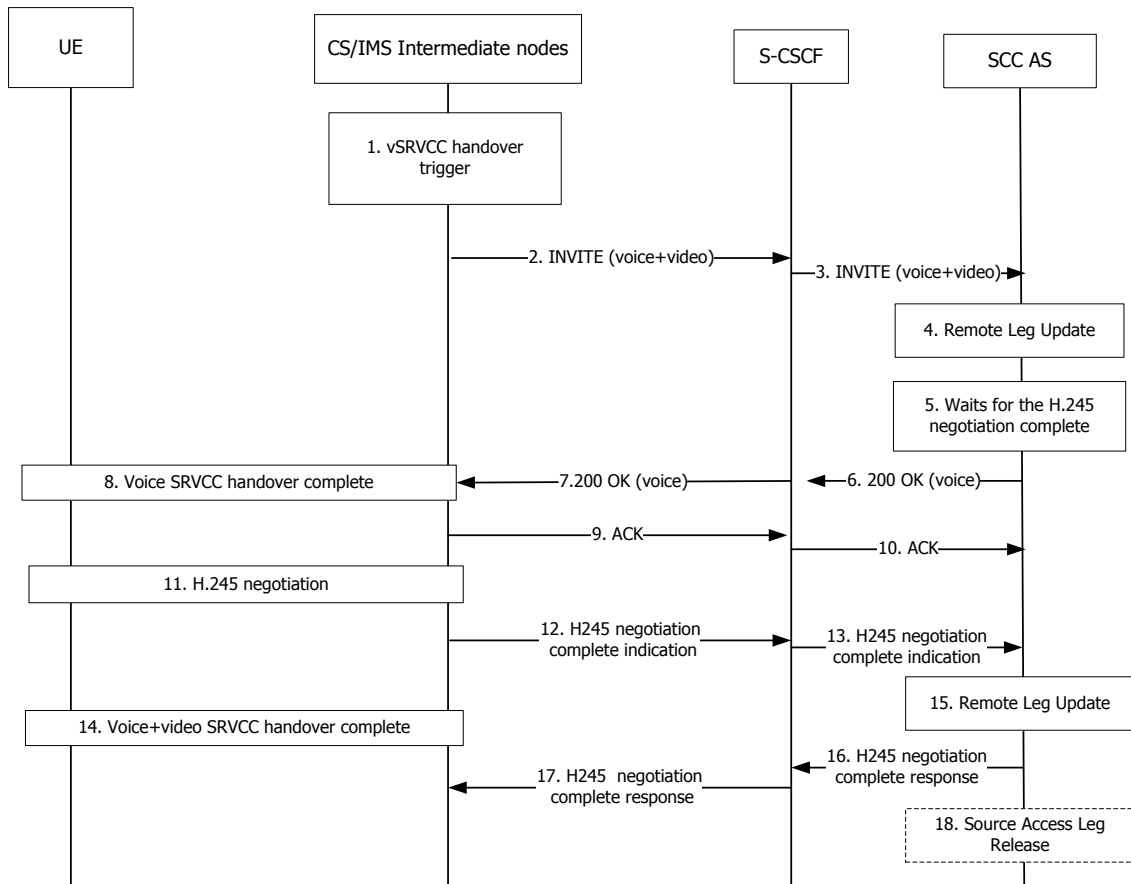 UE
CS/IMS Intermediate nodes
S-CSCF
SCC AS
1. vSRVCC handover
trigger
2. INVITE (voice+video)
3. INVITE (voice+video)
4. Remote Leg Update
5. Waits for the H.245
negotiation complete
6. 200 OK (voice)
7.200 OK (voice)
8. Voice SRVCC handover complete
9. ACK
10. ACK
11. H.245 negotiation
12. H245 negotiation
complete indication
13. H245 negotiation
complete indication
14. Voice+video SRVCC handover complete
15. Remote Leg Update
16. H245 negotiation
complete response
17. H245 negotiation
complete response
18. Source Access Leg
Release